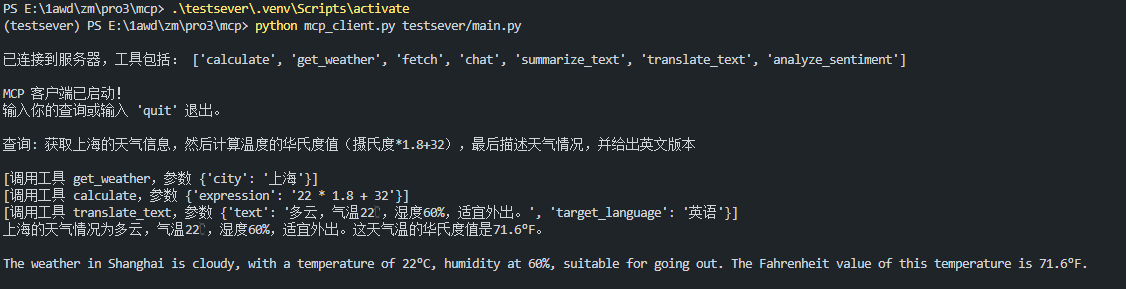 PS E:\1awd\zm\pro3\mcp> .\testsever\.venv\Scripts\activate
(testsever) PS E:\1awd\zm\pro3\mcp> python mcp_client.py testsever/main.py
已连接到服务器，工具包括： ['calculate', 'get_weather', 'fetch', 'chat', 'summarize_text', 'translate_text', 'analyze_sentiment']
MCP 客户端已启动！
输入你的查询或输入 'quit' 退出。
查询: 获取上海的天气信息，然后计算温度的华氏度值（摄氏度*1.8+32），最后描述天气情况，并给出英文版本
[调用工具 get_weather，参数 {'city': '上海'}]
[调用工具 calculate，参数 {'expression': '22 * 1.8 + 32'}]
[调用工具 translate_text，参数 {'text': '多云，气温22℃，湿度60%，适宜外出。', 'target_language': '英语'}]
上海的天气情况为多云，气温22℃，湿度60%，适宜外出。这天气温的华氏度值是71.6°F。
The weather in Shanghai is cloudy, with a temperature of 22°C, humidity at 60%, suitable for going out. The Fahrenheit value of this temperature is 71.6°F.